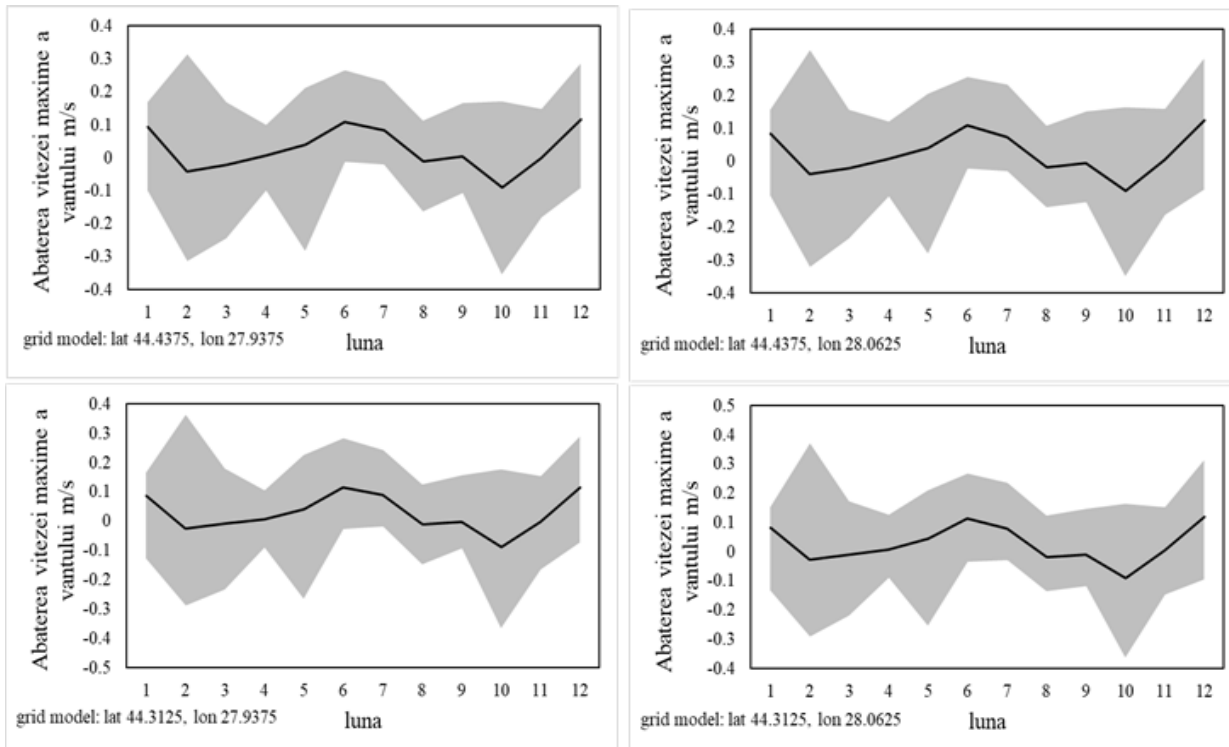 Abaterea vitezei maxime a
vantului m/s
0.4
0.3
0.2
0.1
0
-0.1
-0.2
-0.3
-0.4
1 2 3 4 5 6 7 8 9 10 11 12
grid model: lat 44.4375, lon 27.9375
luna
Abaterea vitezei maxime a
vantului m/s
0.4
0.3
0.2
0.1
0
-0.1
-0.2
-0.3
-0.4
1 2 3 4 5 6 7 8 9 10 11 12
grid model: lat 44.4375, lon 28.0625
luna
Abaterea vitezei maxime a
vantului m/s
0.4
0.3
0.2
0.1
0
-0.1
-0.2
-0.3
-0.4
-0.5
1 2 3 4 5 6 7 8 9 10 11 12
grid model: lat 44.3125, lon 27.9375
luna
Abaterea vitezei maxime a
vantului m/s
0.5
0.4
0.3
0.2
0.1
0
-0.1
-0.2
-0.3
-0.4
1 2 3 4 5 6 7 8 9 10 11 12
grid model: lat 44.3125, lon 28.0625
luna